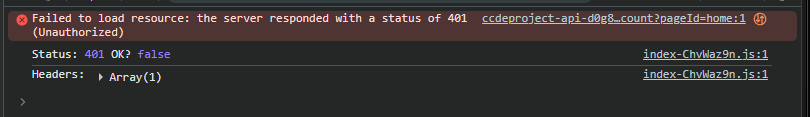 Failed to load resource: the server responded with a status of 401 ccdeproject-api-d0g8…count?pageId=home:1
(Unauthorized)
Status: 401 OK? false index-ChvWaz9n.js:1
Headers: ▶ Array(1) index-ChvWaz9n.js:1
>